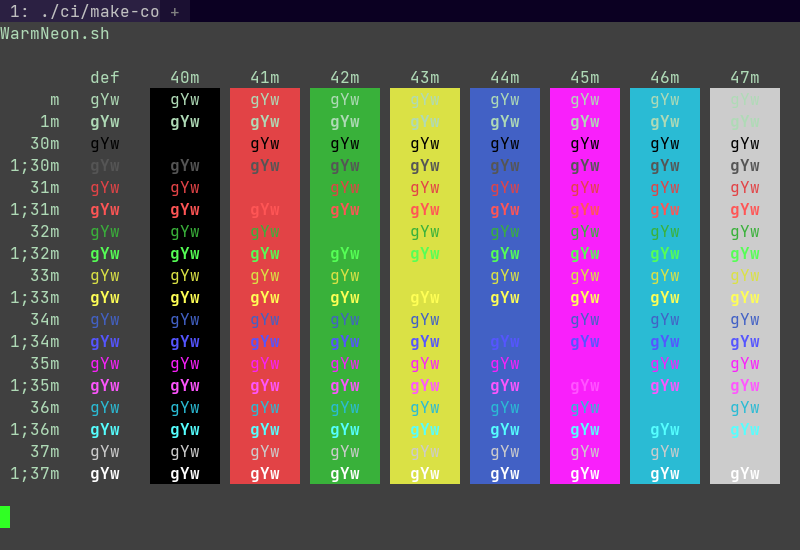 1: ./ci/make-co +
WarmNeon.sh
def 40m 41m 42m 43m 44m 45m 46m 47m
m gYw gYw gYw gYw gYw gYw gYw gYw gYw
1m gYw gYw gYw gYw gYw gYw gYw gYw gYw
30m gYw gYw gYw gYw gYw gYw gYw gYw
1;30m gYw gYw gYw gYw gYw gYw gYw gYw gYw
31m gYw gYw gYw gYw gYw gYw gYw gYw
1;31m gYw gYw gYw gYw gYw gYw gYw gYw gYw
32m gYw gYw gYw gYw gYw gYw gYw gYw
1;32m gYw gYw gYw gYw gYw gYw gYw gYw gYw
33m gYw gYw gYw gYw gYw gYw gYw gYw
1;33m gYw gYw gYw gYw gYw gYw gYw gYw gYw
34m gYw gYw gYw gYw gYw gYw gYw gYw
1;34m gYw gYw gYw gYw gYw gYw gYw gYw gYw
35m gYw gYw gYw gYw gYw gYw gYw gYw
1;35m gYw gYw gYw gYw gYw gYw gYw gYw gYw
36m gYw gYw gYw gYw gYw gYw gYw gYw
1;36m gYw gYw gYw gYw gYw gYw gYw gYw gYw
37m gYw gYw gYw gYw gYw gYw gYw gYw
1;37m gYw gYw gYw gYw gYw gYw gYw gYw gYw